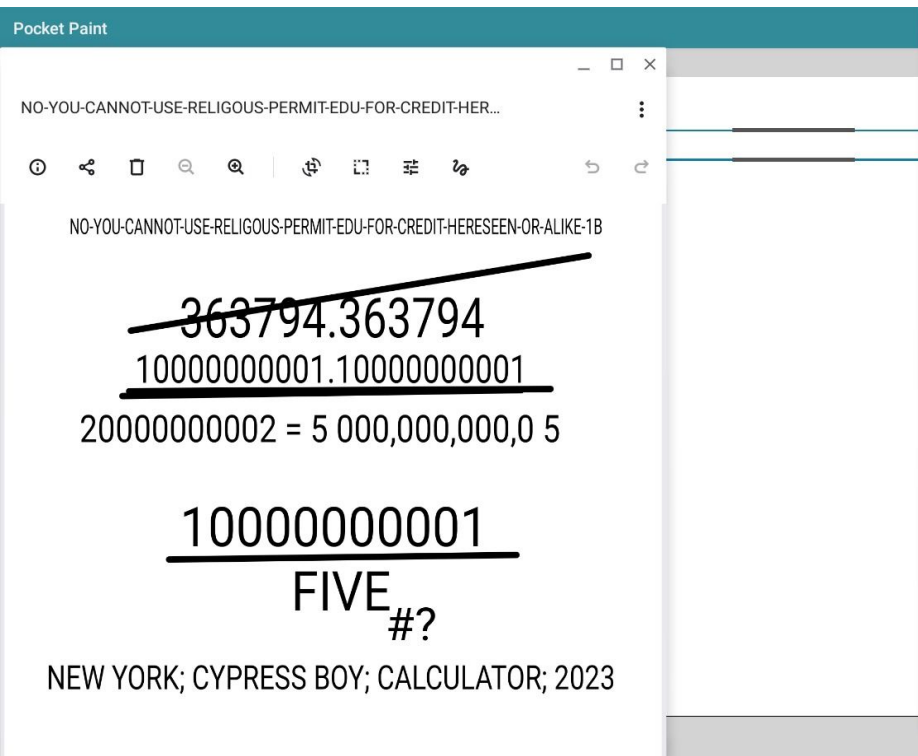 Pocket Paint
NO-YOU-CANNOT-USE-RELIGOUS-PERMIT-EDU-FOR-CREDIT-HER...
NO-YOU-CANNOT-USE-RELIGOUS-PERMIT-EDU-FOR-CREDIT-HERESEEN-OR-ALIKE-1B
363794.363794
10000000001.10000000001
20000000002 = 5 000,000,000,0 5
10000000001
FIVE
#?
NEW YORK; CYPRESS BOY; CALCULATOR; 2023